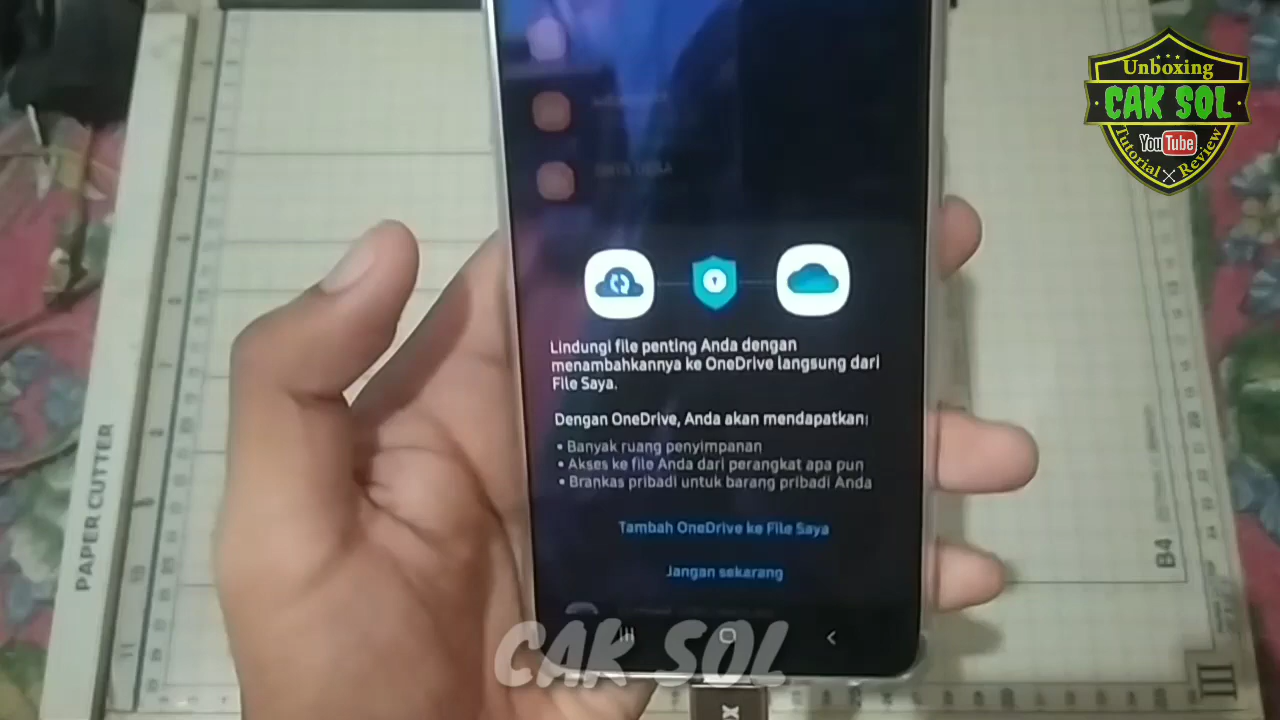 Unboxing
CAK SOL
YouTube
Tutorial Review
Lindungi file penting Anda dengan
menambahkannya ke OneDrive langsung dari
File Saya.
Dengan OneDrive, Anda akan mendapatkan:
• Banyak ruang penyimpanan
• Akses ke file Anda dari perangkat apa pun
• Brankas pribadi untuk barang pribadi Anda
Tambah OneDrive ke File Saya
Jangan sekarang
CAK SOL
PAPER CUTTER
B4